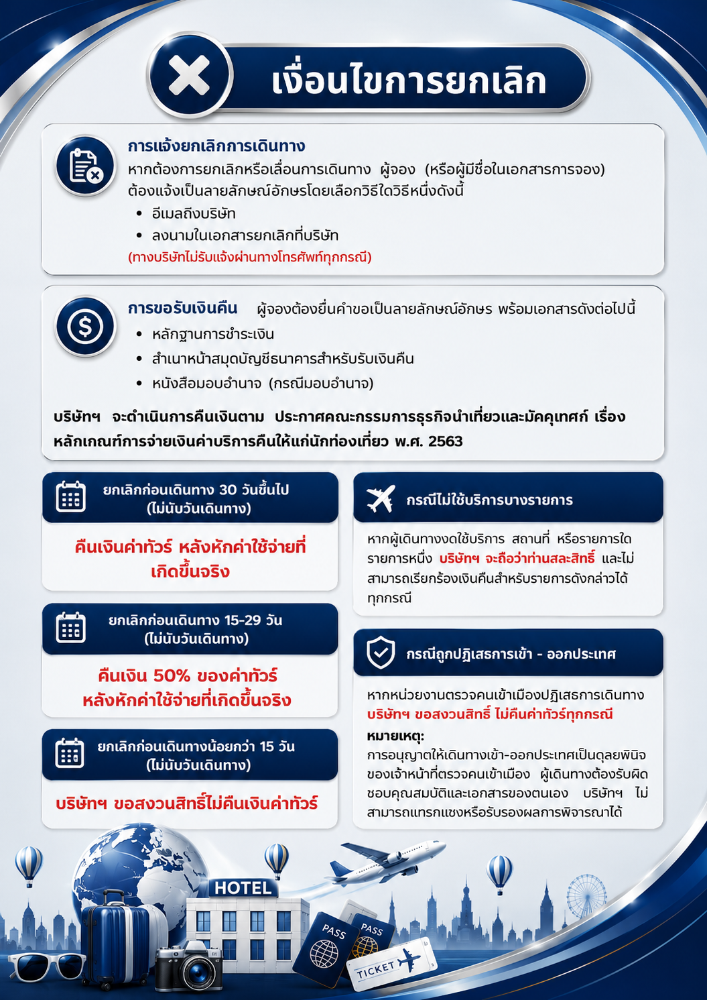 เงื่อนไขการยกเลิก
การแจ้งยกเลิกการเดินทาง
หากต้องการยกเลิกหรือเลื่อนการเดินทาง ผู้จอง (หรือผู้มีชื่อในเอกสารการจอง)
ต้องแจ้งเป็นลายลักษณ์อักษรโดยเลือกวิธีใดวิธีหนึ่งดังนี้
• อีเมลถึงบริษัท
• ลงนามในเอกสารยกเลิกที่บริษัท
(ทางบริษัทไม่รับแจ้งผ่านทางโทรศัพท์ทุกกรณี)
การขอรับเงินคืน ผู้จองต้องยื่นคำขอเป็นลายลักษณ์อักษร พร้อมเอกสารดังต่อไปนี้
• หลักฐานการชำระเงิน
• สำเนาหน้าสมุดบัญชีธนาคารสำหรับรับเงินคืน
• หนังสือมอบอำนาจ (กรณีมอบอำนาจ)
บริษัทฯ จะดำเนินการคืนเงินตาม ประกาศคณะกรรมการธุรกิจนำเที่ยวและมัคคุเทศก์ เรื่อง
หลักเกณฑ์การจ่ายเงินค่าบริการคืนให้แก่นักท่องเที่ยว พ.ศ. 2563
ยกเลิกก่อนเดินทาง 30 วันขึ้นไป
(ไม่นับวันเดินทาง)
คืนเงินค่าทัวร์ หลังหักค่าใช้จ่ายที่
เกิดขึ้นจริง
ยกเลิกก่อนเดินทาง 15-29 วัน
(ไม่นับวันเดินทาง)
คืนเงิน 50% ของค่าทัวร์
หลังหักค่าใช้จ่ายที่เกิดขึ้นจริง
ยกเลิกก่อนเดินทางน้อยกว่า 15 วัน
(ไม่นับวันเดินทาง)
บริษัทฯ ขอสงวนสิทธิ์ไม่คืนเงินค่าทัวร์
กรณีไม่ใช้บริการบางรายการ
หากผู้เดินทางงดใช้บริการ สถานที่ หรือรายการใด
รายการหนึ่ง บริษัทฯ จะถือว่าท่านสละสิทธิ์ และไม่
สามารถเรียกร้องเงินคืนสำหรับรายการดังกล่าวได้
ทุกกรณี
กรณีถูกปฏิเสธการเข้า - ออกประเทศ
หากหน่วยงานตรวจคนเข้าเมืองปฏิเสธการเดินทาง
บริษัทฯ ขอสงวนสิทธิ์ ไม่คืนค่าทัวร์ทุกกรณี
หมายเหตุ:
การอนุญาตให้เดินทางเข้า-ออกประเทศเป็นดุลยพินิจ
ของเจ้าหน้าที่ตรวจคนเข้าเมือง ผู้เดินทางต้องรับผิด
ชอบคุณสมบัติและเอกสารของตนเอง บริษัทฯ ไม่
สามารถแทรกแซงหรือรับรองผลการพิจารณาได้
HOTEL
PASS
PASS
TICKET